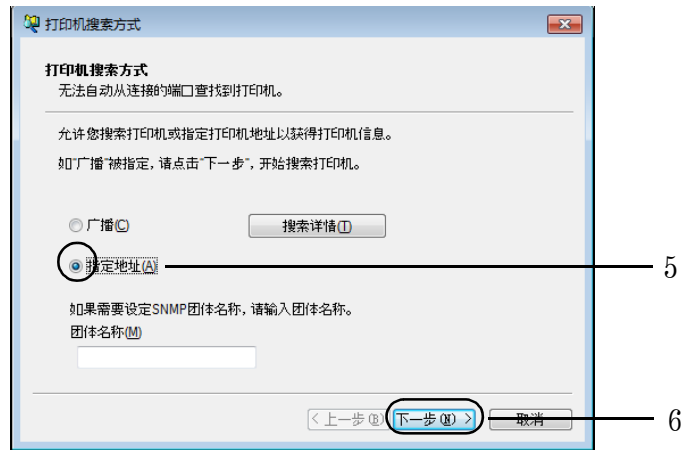 打印机搜索方式
打印机搜索方式
无法自动从连接的端口查找到打印机。
允许您搜索打印机或指定打印机地址以获得打印机信息。
如"广播"被指定, 请点击"下一步", 开始搜索打印机。
广播(C) 搜索详情(T)
指定地址(A) 5
如果需要设定SNMP团体名称, 请输入团体名称。
团体名称(M)
< 上一步(B) 下一步(N) > 取消 6